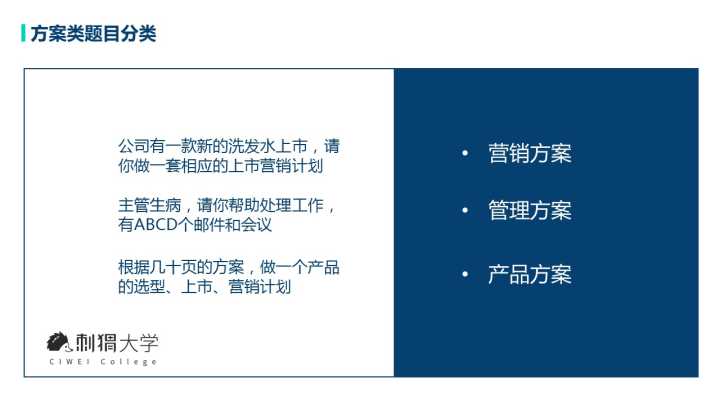 方案类题目分类
公司有一款新的洗发水上市，请
你做一套相应的上市营销计划
主管生病，请你帮助处理工作，
有ABCD个邮件和会议
根据几十页的方案，做一个产品
的选型、上市、营销计划
• 营销方案
• 管理方案
• 产品方案
刺猬大学
CIWEI College